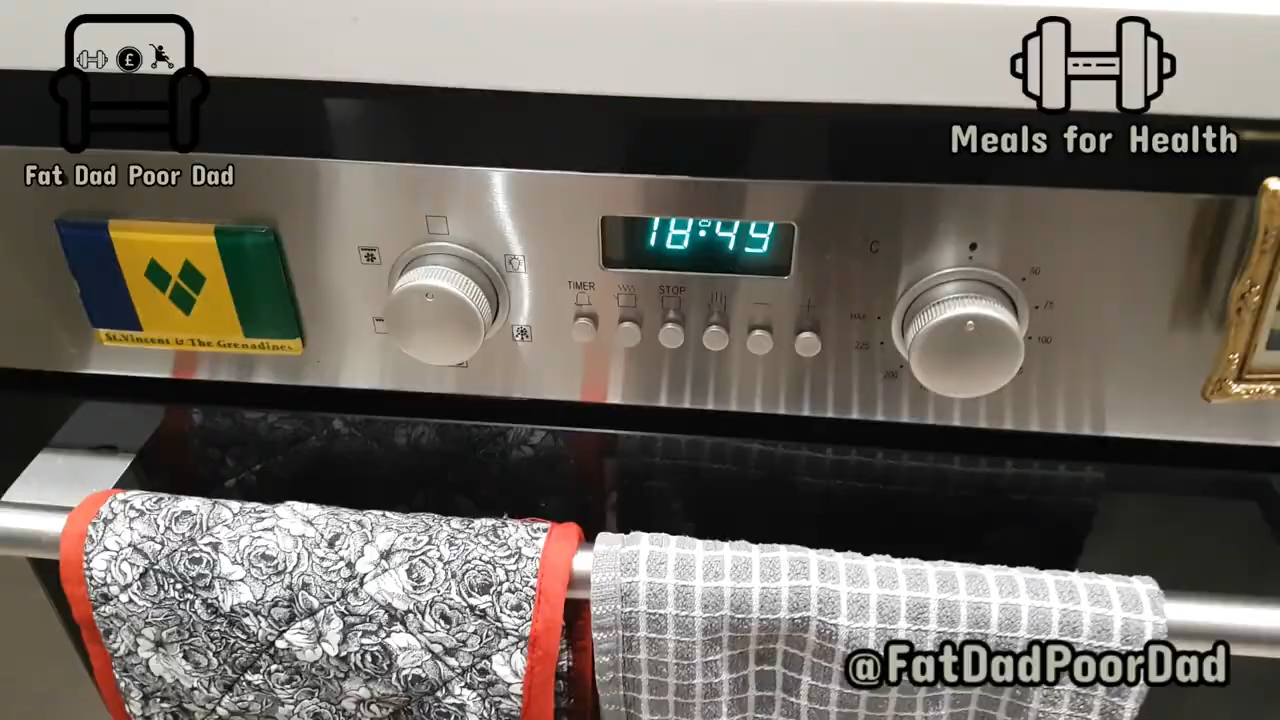 £
Fat Dad Poor Dad
Meals for Health
St.Vincent & The Grenadines
18:49
TIMER
STOP
C
50
75
100
200
225
MAX
@FatDadPoorDad